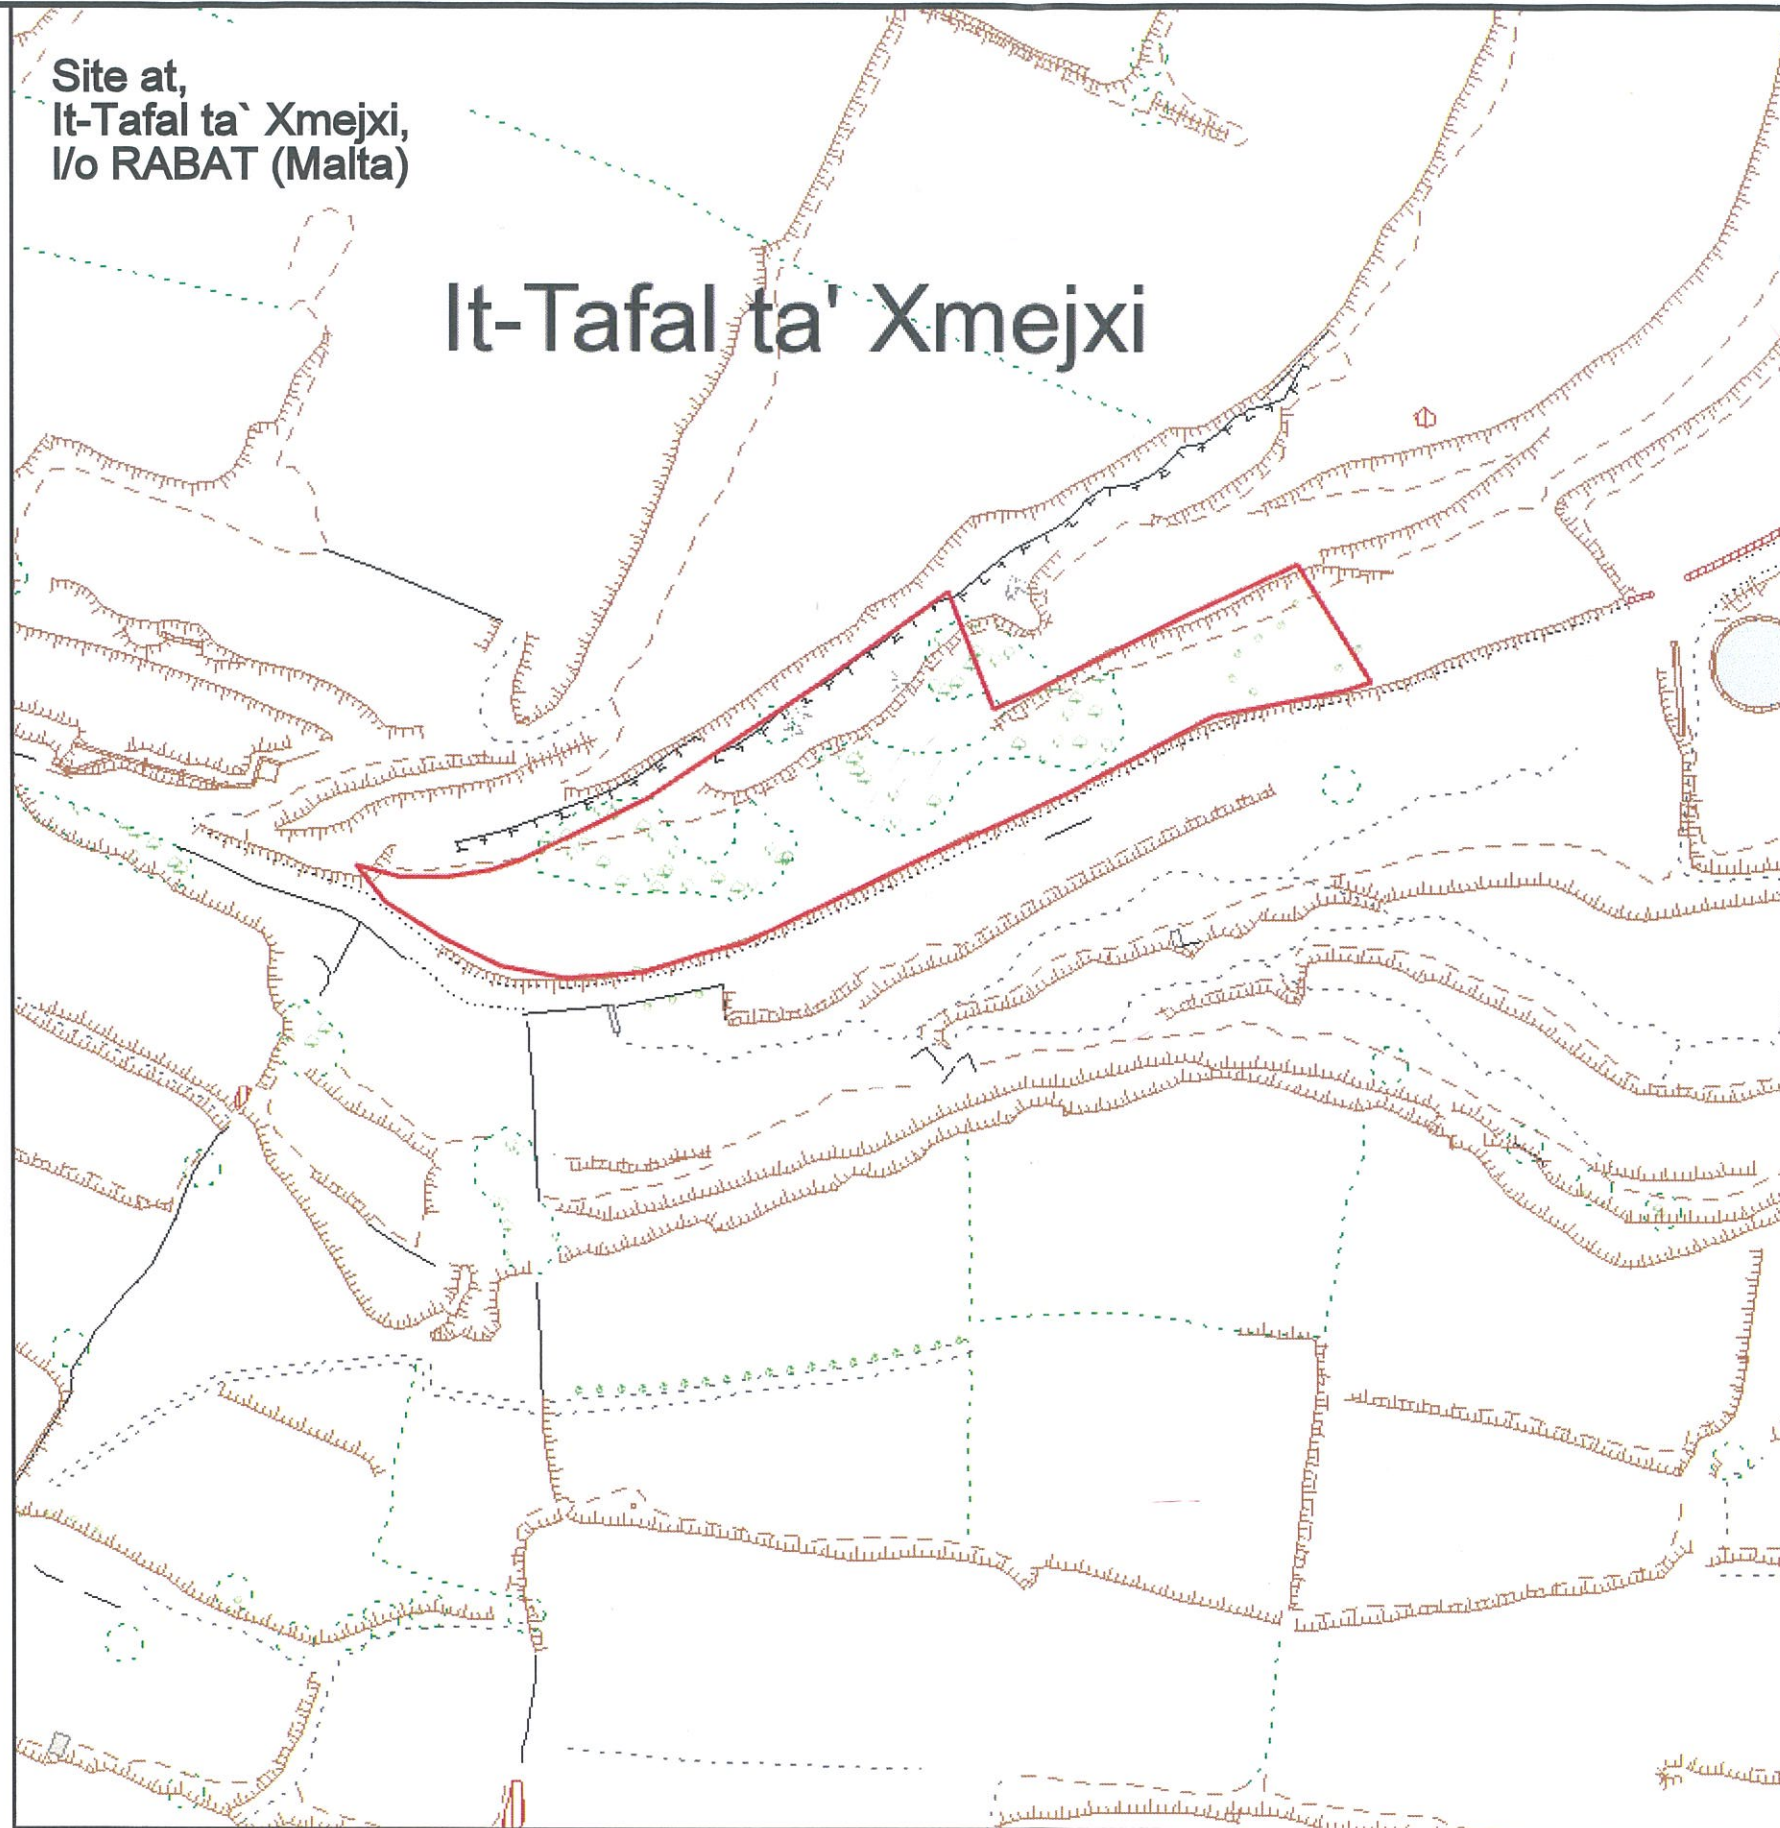 Site at,
It-Tafal ta` Xmejxi,
l/o RABAT (Malta)
It-Tafal ta' Xmejxi